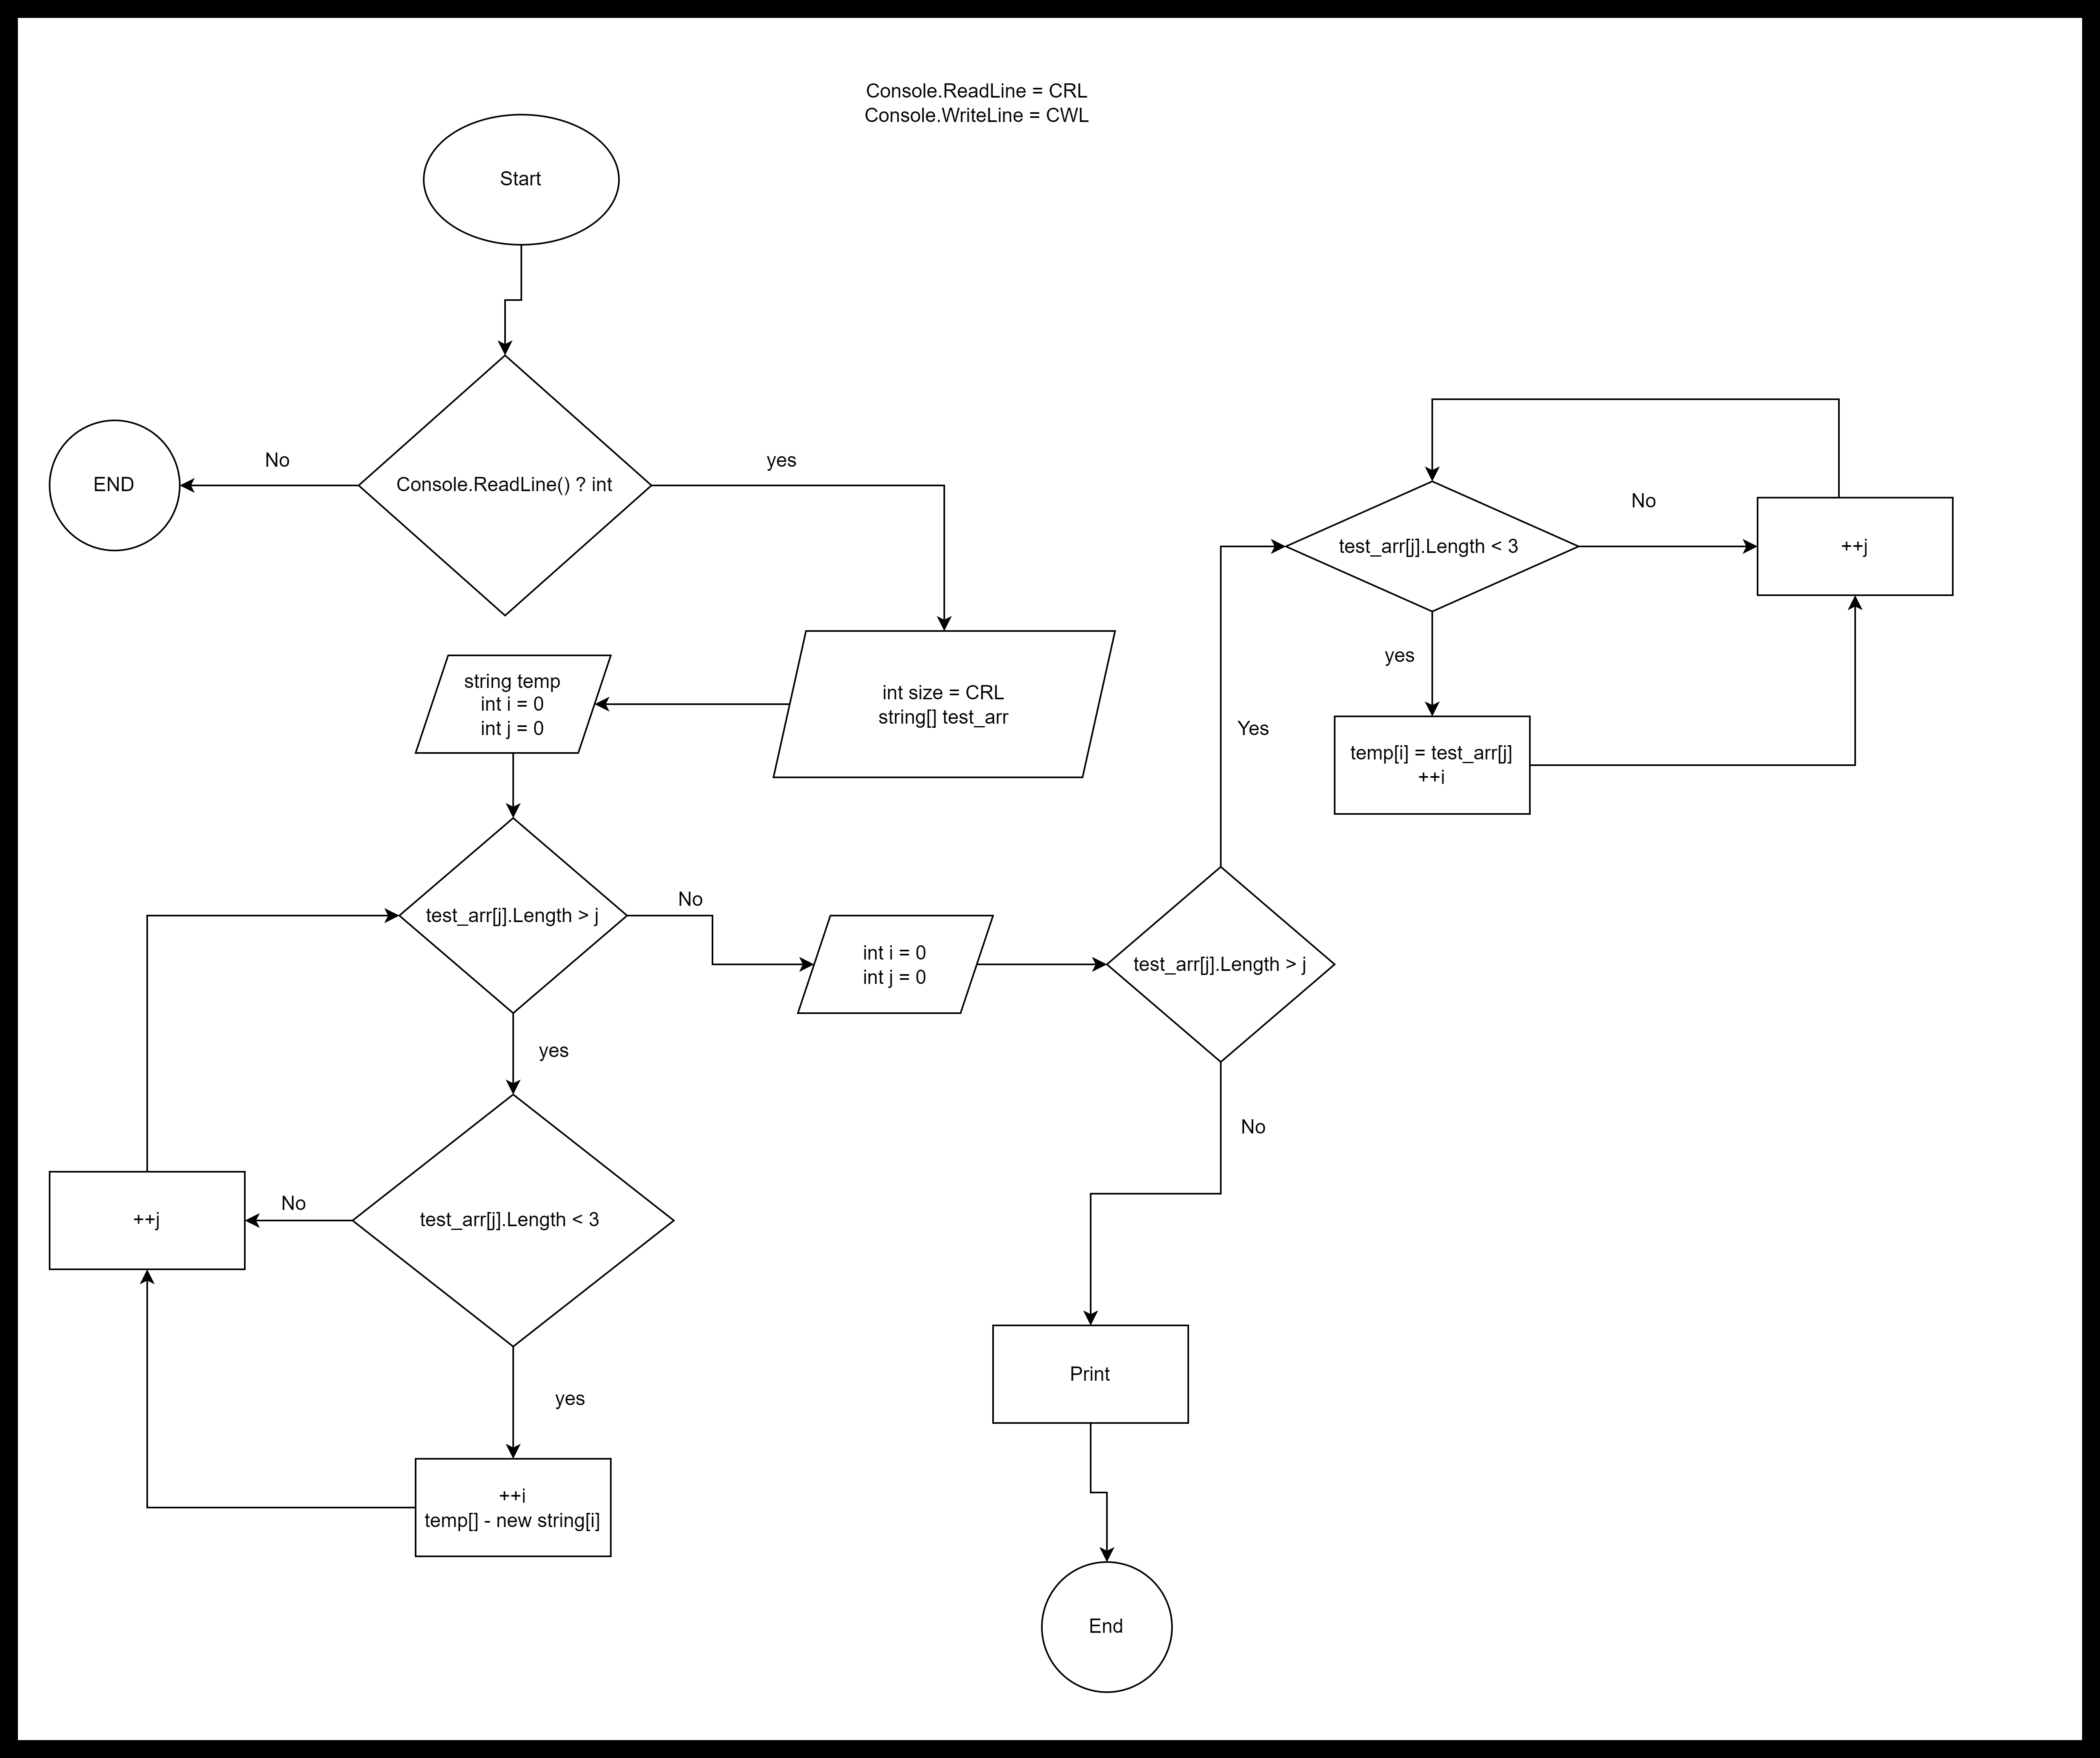 Console.ReadLine = CRL
Console.WriteLine = CWL
Start
No
END
Console.ReadLine() ? int
yes
int size = CRL
string[] test_arr
string temp
int i = 0
int j = 0
test_arr[j].Length > j
No
yes
test_arr[j].Length < 3
No
++j
yes
++i
temp[] - new string[i]
int i = 0
int j = 0
test_arr[j].Length > j
Yes
test_arr[j].Length < 3
No
++j
yes
temp[i] = test_arr[j]
++i
No
Print
End